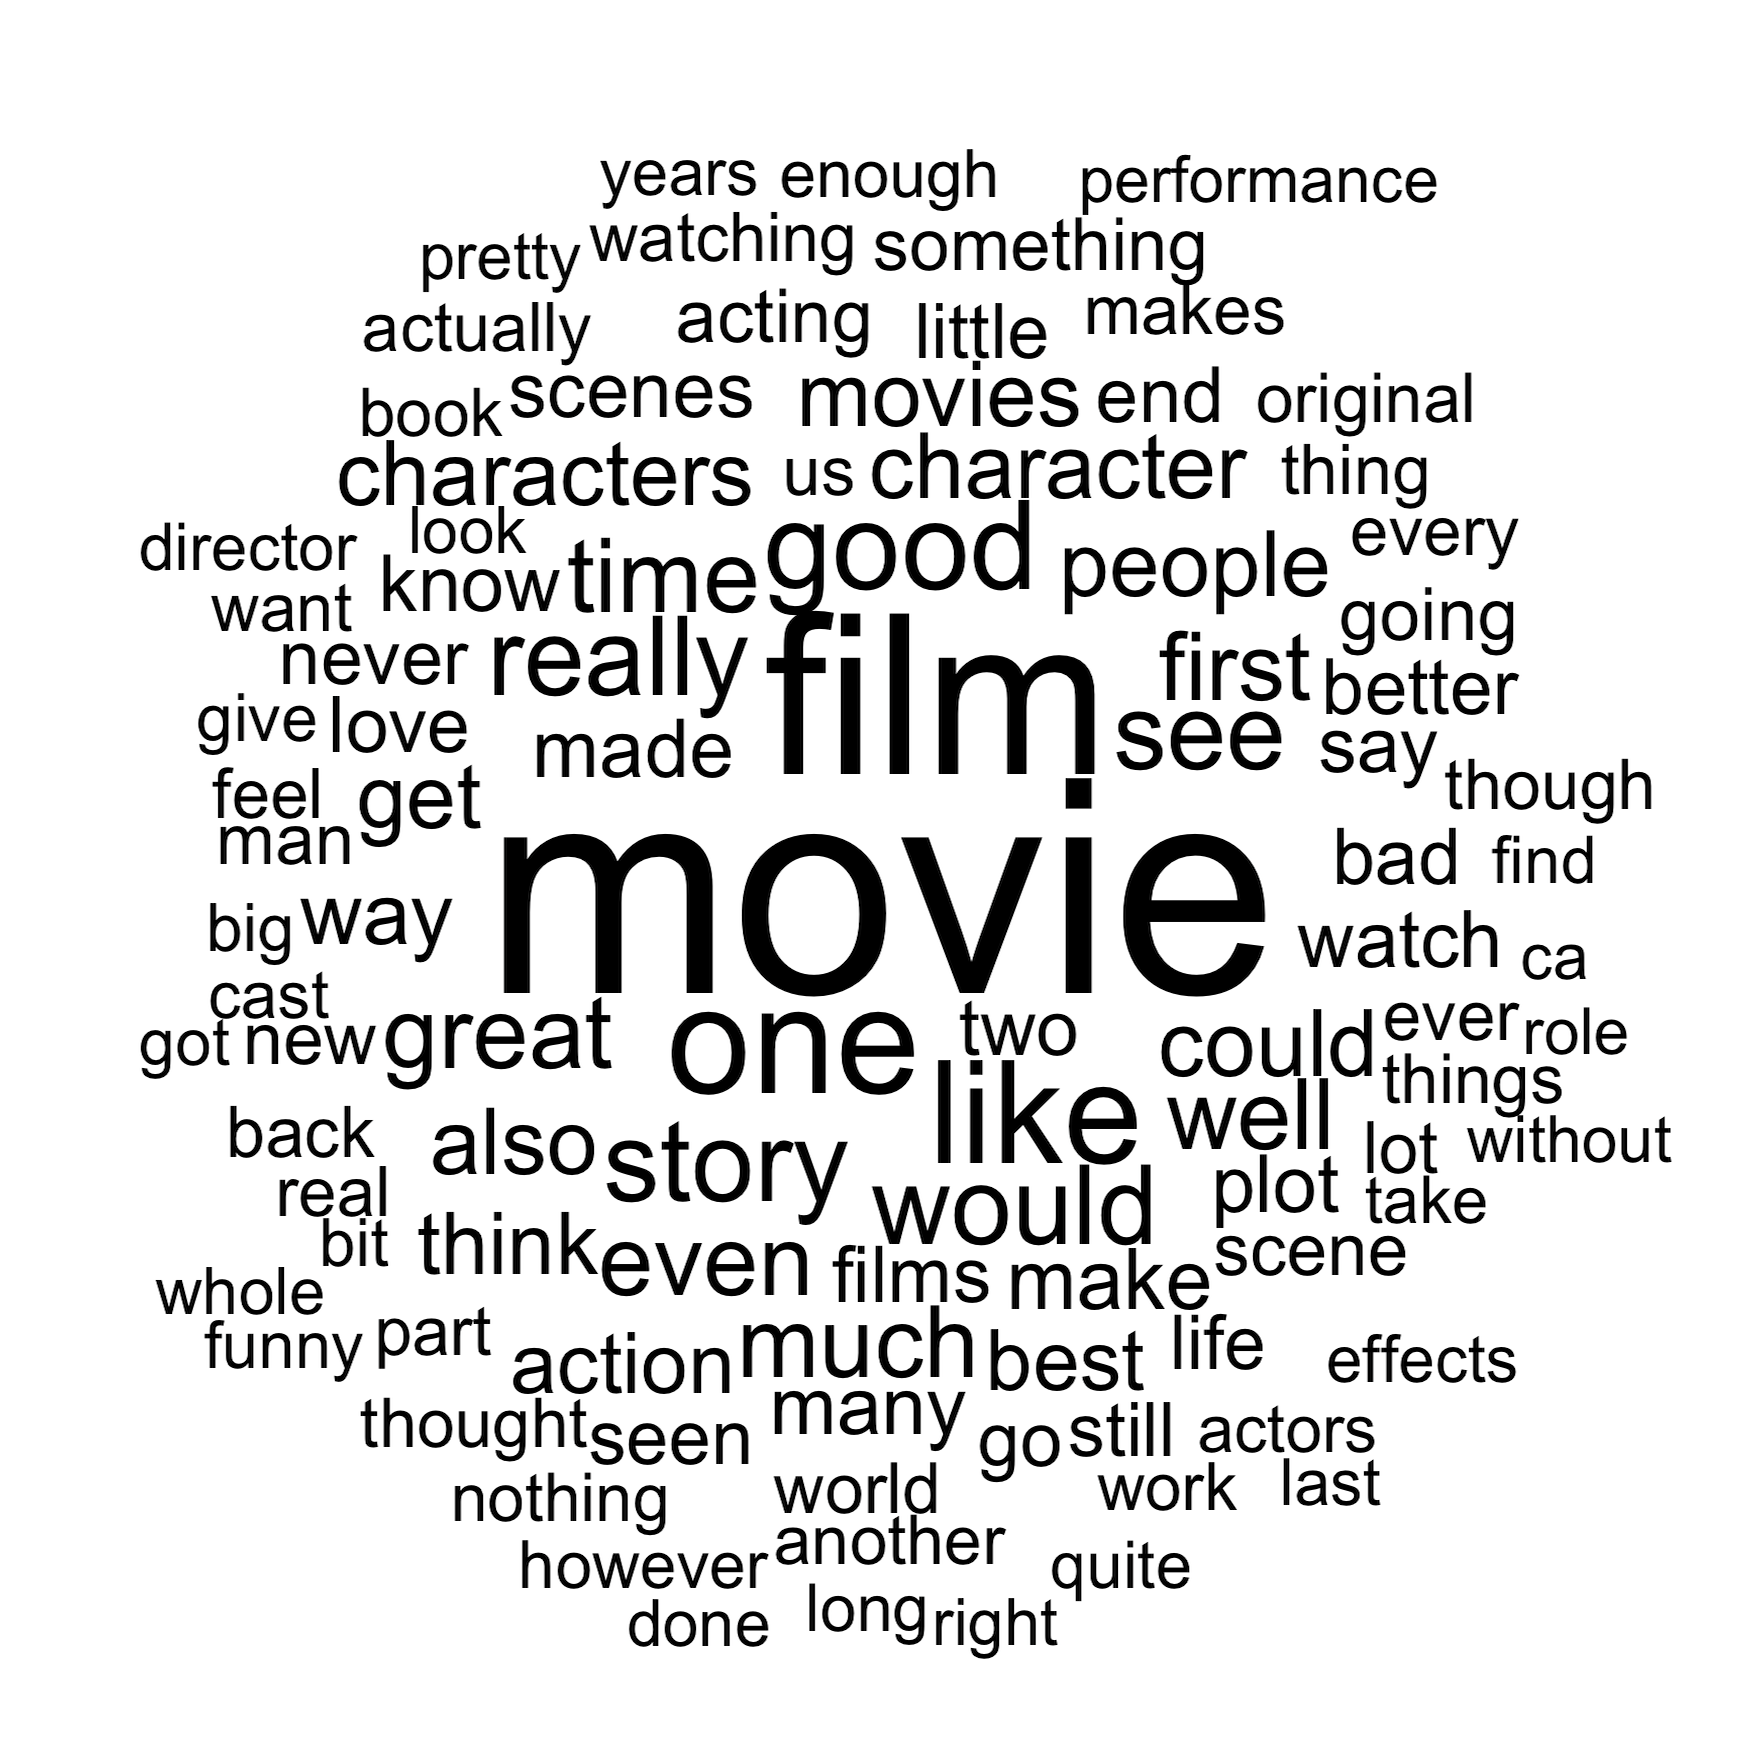 years enough performance
pretty watching something
actually acting little makes
book scenes movies end original
characters us character thing
director look time good people every
want know going
never really film first better
give love made see say
feel get though
man movie bad find
big way watch ca
cast two ever role
got new great one could things
back also story like well lot without
real would plot take
bit think even films make scene
whole
funny part action much best life effects
thought seen many go still actors
nothing world work last
however another quite
done long right